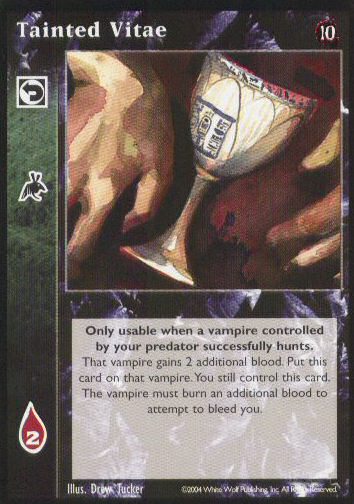 Tainted Vitae
10
Only usable when a vampire controlled
by your predator successfully hunts.
That vampire gains 2 additional blood. Put this
card on that vampire. You still control this card.
The vampire must burn an additional blood to
attempt to bleed you.
2
Illus. Drew Tucker
©2004 White Wolf Publishing, Inc. All Rights Reserved.